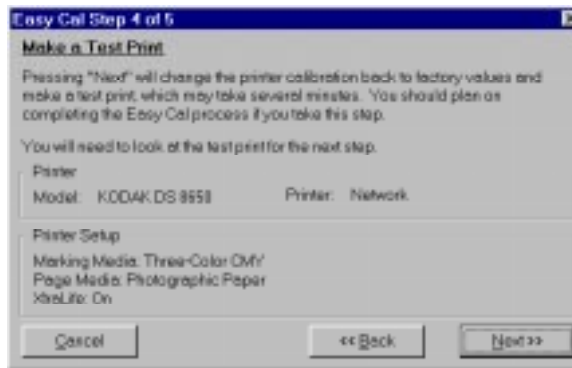 Easy Cal Step 4 of 5
Make a Test Print
Pressing "Next" will change the printer calibration back to factory values and
make a test print, which may take several minutes. You should plan on
completing the Easy Cal process if you take this step.
You will need to look at the test print for the next step.
Printer
Model: KODAK DS 8650 Printer: Network
Printer Setup
Marking Media: Three-Color CMY
Page Media: Photographic Paper
XtraLife: On
Cancel << Back Next >>